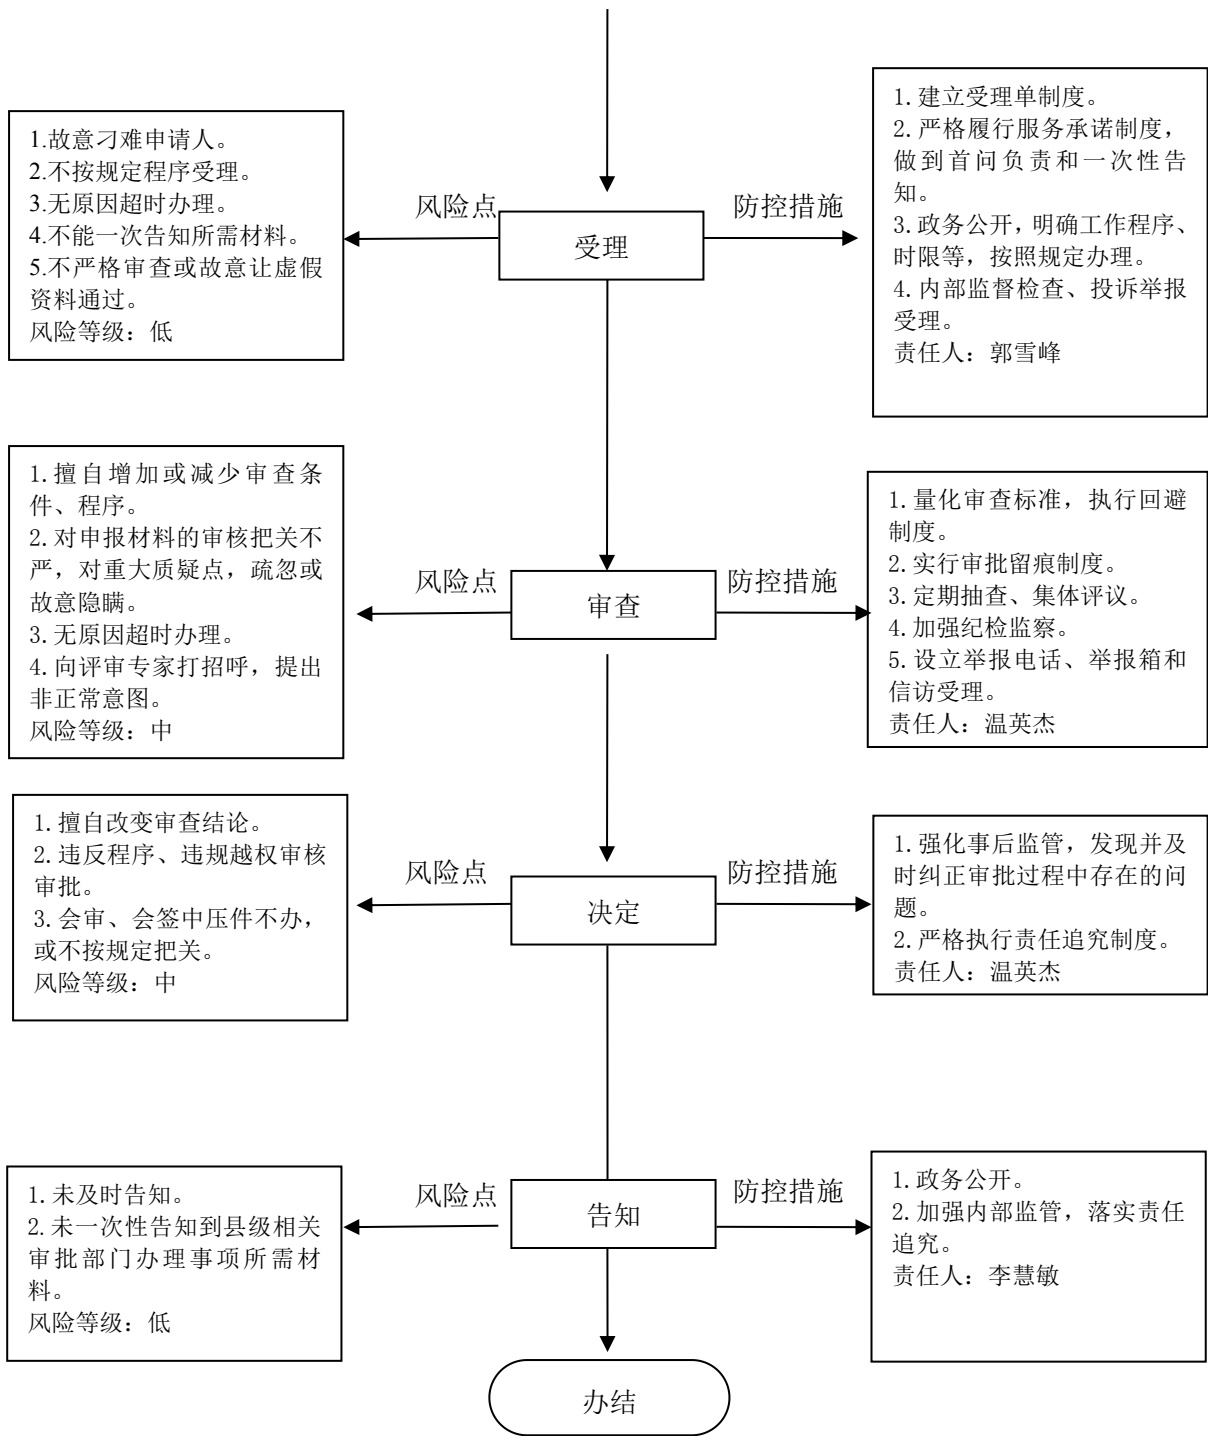 1.故意刁难申请人。
2.不按规定程序受理。
3.无原因超时办理。
4.不能一次告知所需材料。
5.不严格审查或故意让虚假
资料通过。
风险等级：低
风险点
受理
防控措施
1.建立受理单制度。
2.严格履行服务承诺制度，
做到首问负责和一次性告
知。
3.政务公开，明确工作程序、
时限等，按照规定办理。
4.内部监督检查、投诉举报
受理。
责任人：郭雪峰
1.擅自增加或减少审查条
件、程序。
2.对申报材料的审核把关不
严，对重大质疑点，疏忽或
故意隐瞒。
3.无原因超时办理。
4.向评审专家打招呼，提出
非正常意图。
风险等级：中
风险点
审查
防控措施
1.量化审查标准，执行回避
制度。
2.实行审批留痕制度。
3.定期抽查、集体评议。
4.加强纪检监察。
5.设立举报电话、举报箱和
信访受理。
责任人：温英杰
1.擅自改变审查结论。
2.违反程序、违规越权审核
审批。
3.会审、会签中压件不办，
或不按规定把关。
风险等级：中
风险点
决定
防控措施
1.强化事后监管，发现并及
时纠正审批过程中存在的问
题。
2.严格执行责任追究制度。
责任人：温英杰
1.未及时告知。
2.未一次性告知到县级相关
审批部门办理事项所需材
料。
风险等级：低
风险点
告知
防控措施
1.政务公开。
2.加强内部监管，落实责任
追究。
责任人：李慧敏
办结